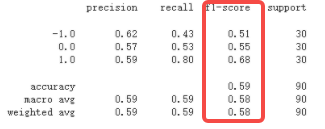 precision recall f1-score support
-1.0 0.62 0.43 0.51 30
0.0 0.57 0.53 0.55 30
1.0 0.59 0.80 0.68 30
accuracy 0.59 90
macro avg 0.59 0.59 0.58 90
weighted avg 0.59 0.59 0.58 90